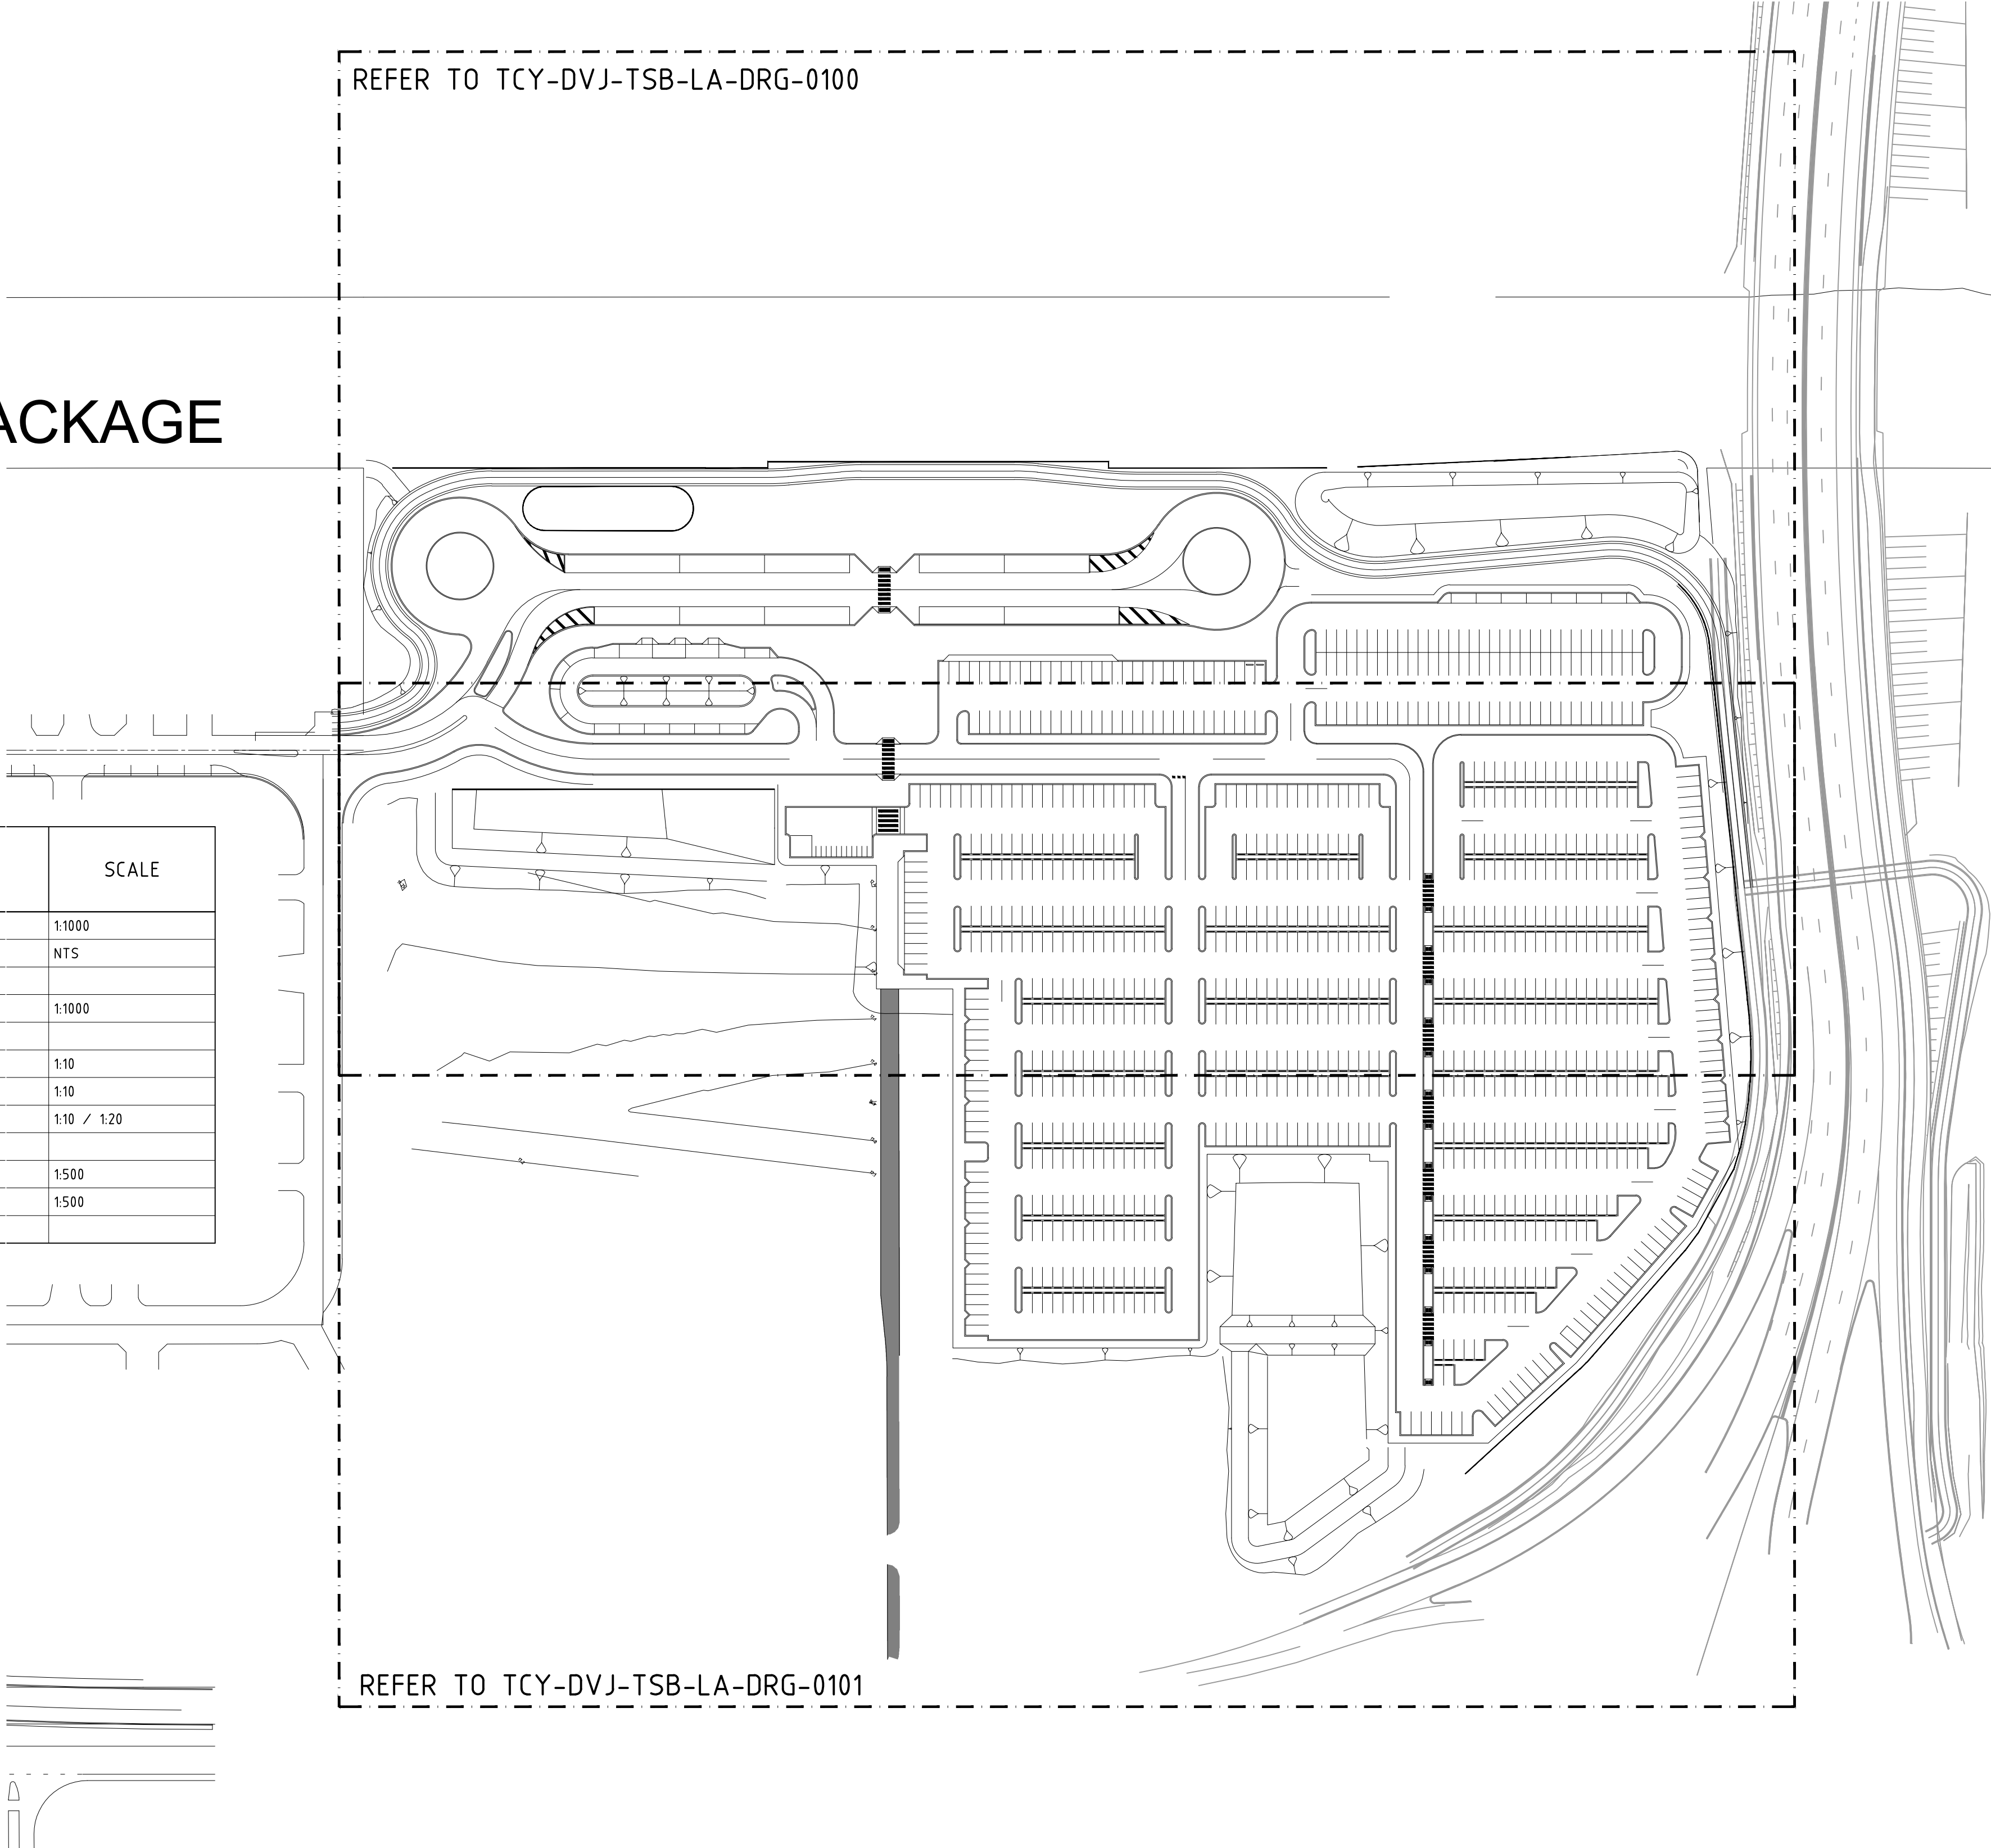 REFER TO TCY-DVJ-TSB-LA-DRG-0100
ACKAGE
SCALE
1:1000
NTS
1:1000
1:10
1:10
1:10 / 1:20
1:500
1:500
REFER TO TCY-DVJ-TSB-LA-DRG-0101